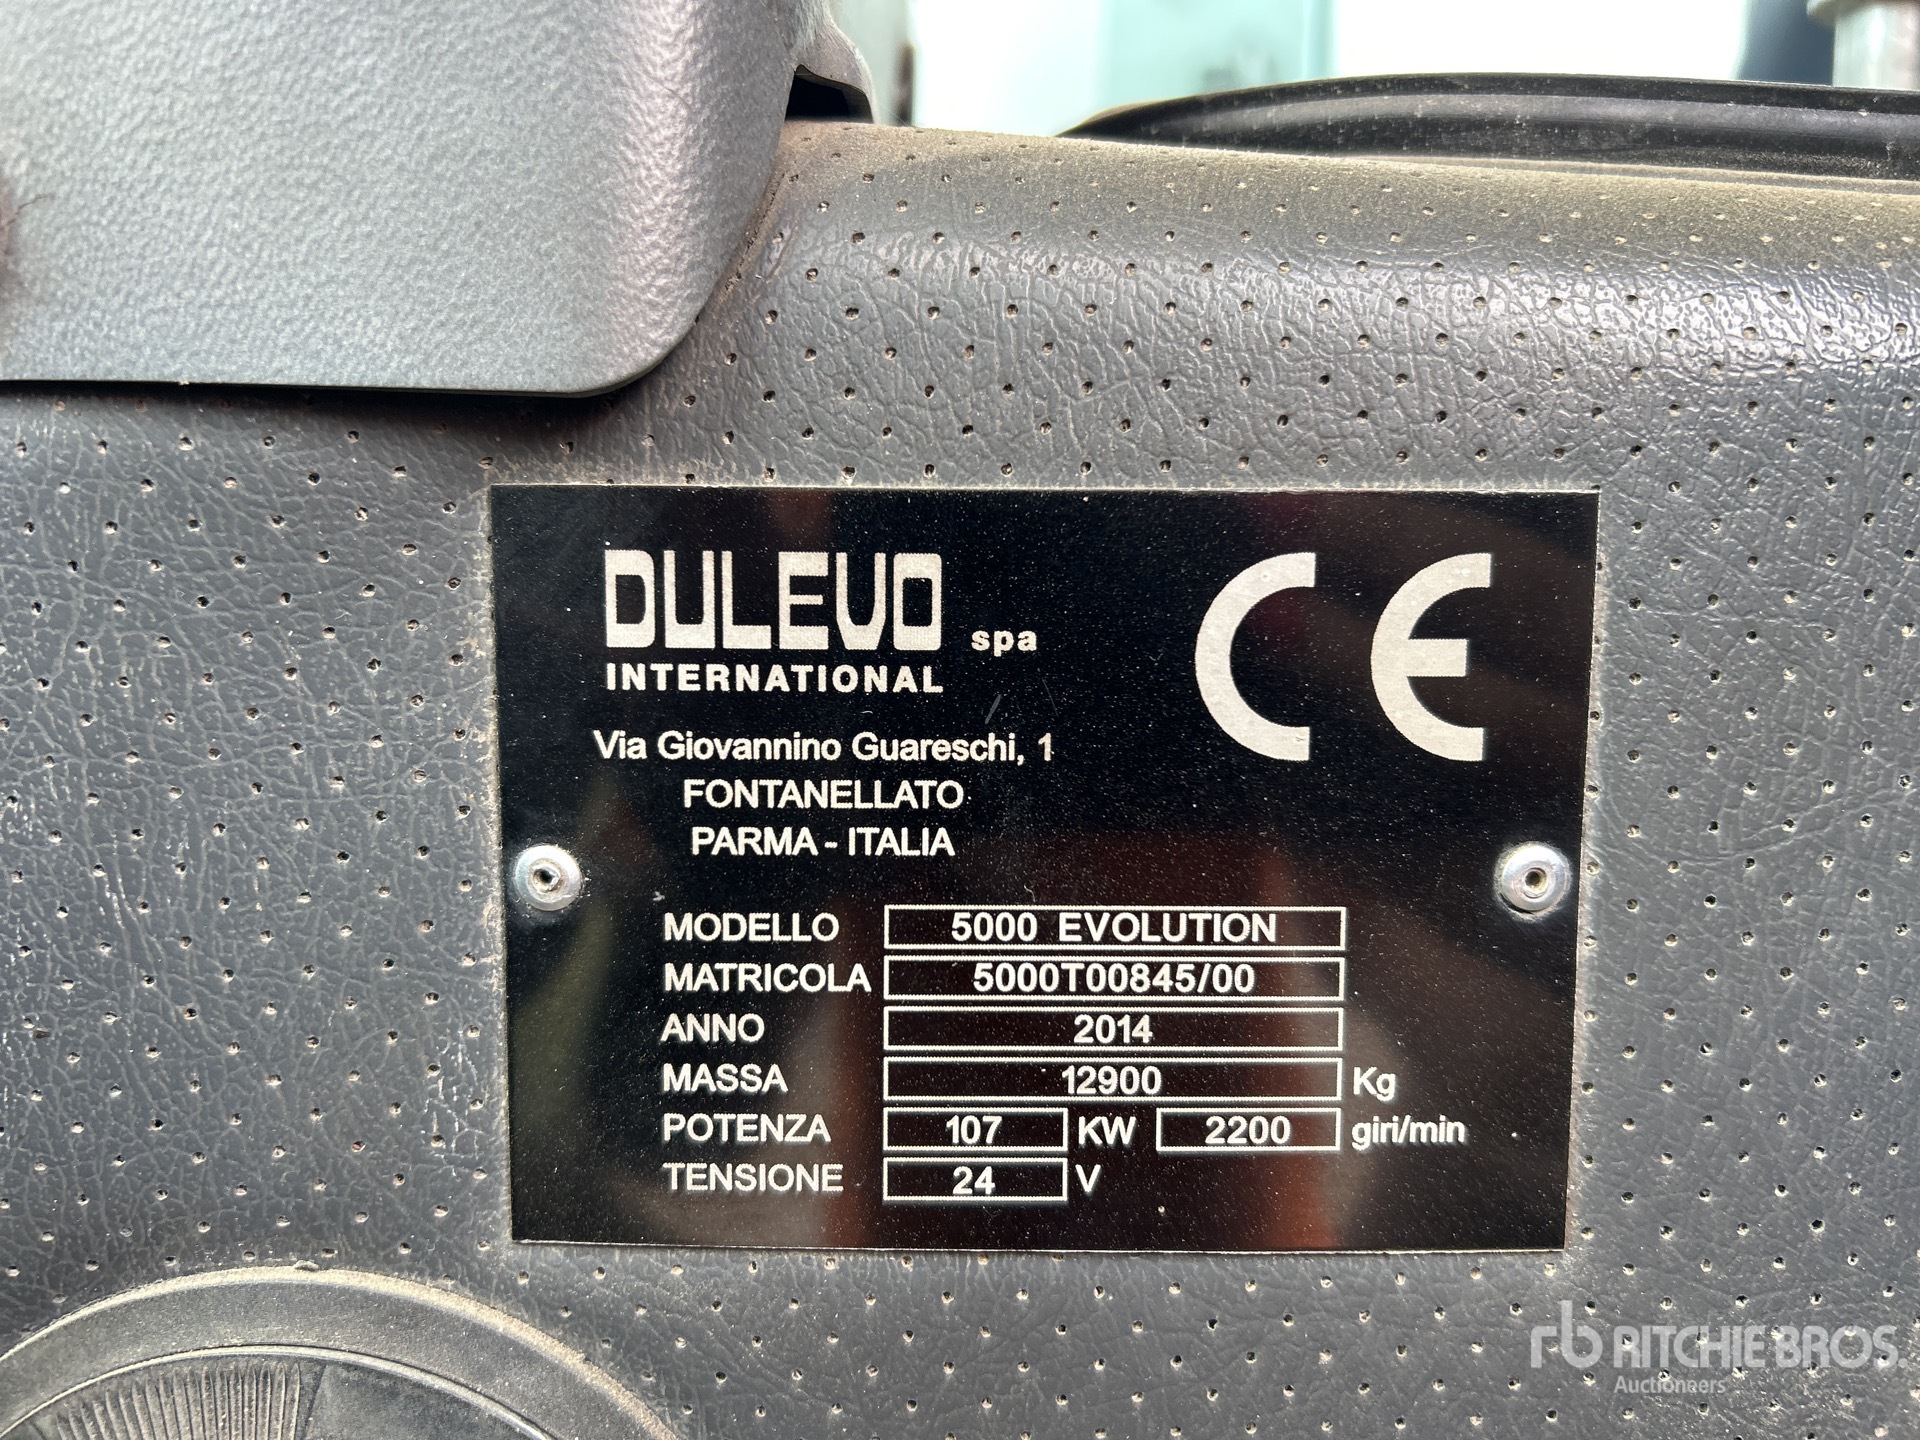 DULEVO spa
INTERNATIONAL
CE
Via Giovannino Guareschi, 1
FONTANELLATO
PARMA - ITALIA
MODELLO 5000 EVOLUTION
MATRICOLA 5000T00845/00
ANNO 2014
MASSA 12900 Kg
POTENZA 107 KW 2200 giri/min
TENSIONE 24 V
rb RITCHIE BROS.
Auctioneers